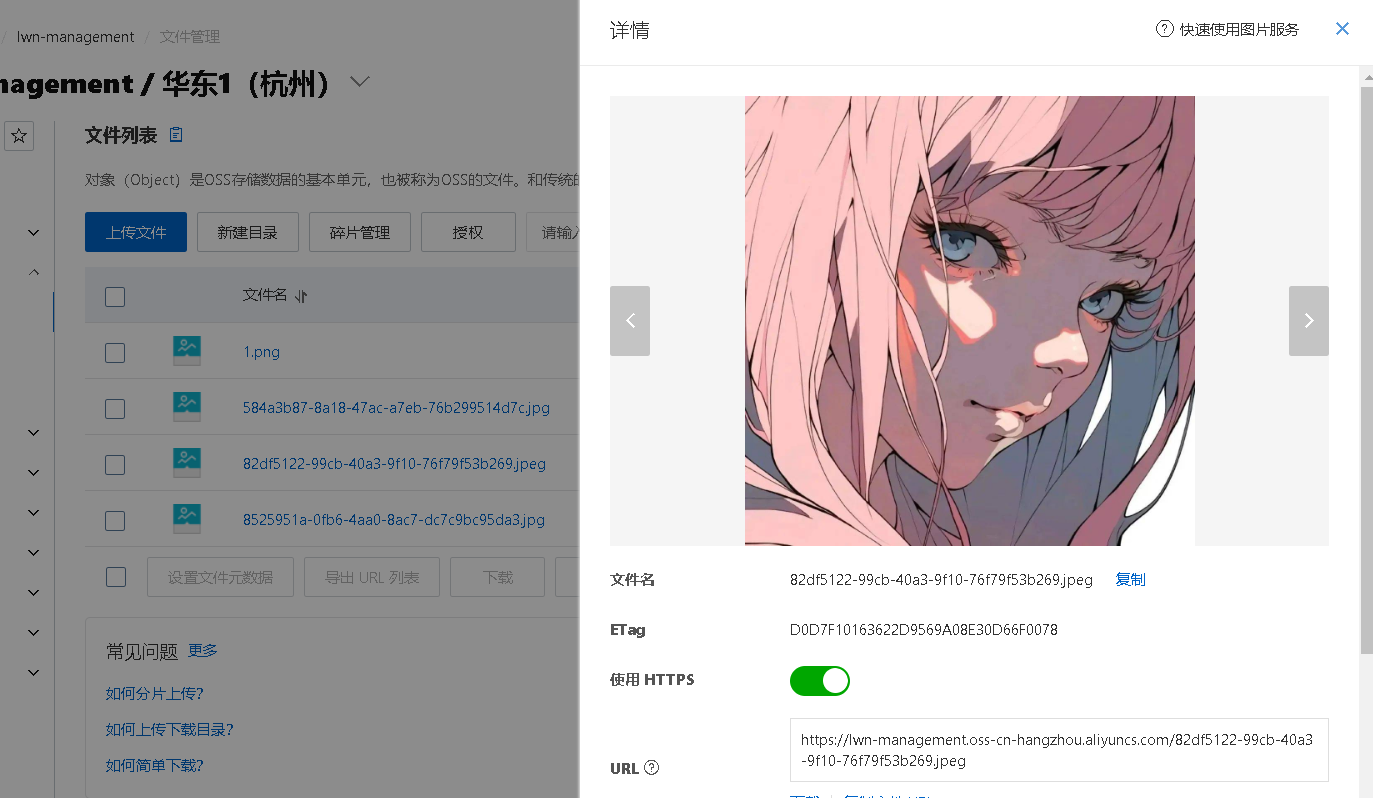 / lwn-management / 文件管理
nagement / 华东1（杭州）
文件列表
对象（Object）是OSS存储数据的基本单元，也被称为OSS的文件。和传统的
上传文件 新建目录 碎片管理 授权 请输入
文件名
1.png
584a3b87-8a18-47ac-a7eb-76b299514d7c.jpg
82df5122-99cb-40a3-9f10-76f79f53b269.jpeg
8525951a-0fb6-4aa0-8ac7-dc7c9bc95da3.jpg
设置文件元数据 导出 URL 列表 下载
常见问题 更多
如何分片上传?
如何上传下载目录?
如何简单下载?
详情 快速使用图片服务
文件名 82df5122-99cb-40a3-9f10-76f79f53b269.jpeg 复制
ETag D0D7F10163622D9569A08E30D66F0078
使用 HTTPS
URL https://lwn-management.oss-cn-hangzhou.aliyuncs.com/82df5122-99cb-40a3
-9f10-76f79f53b269.jpeg